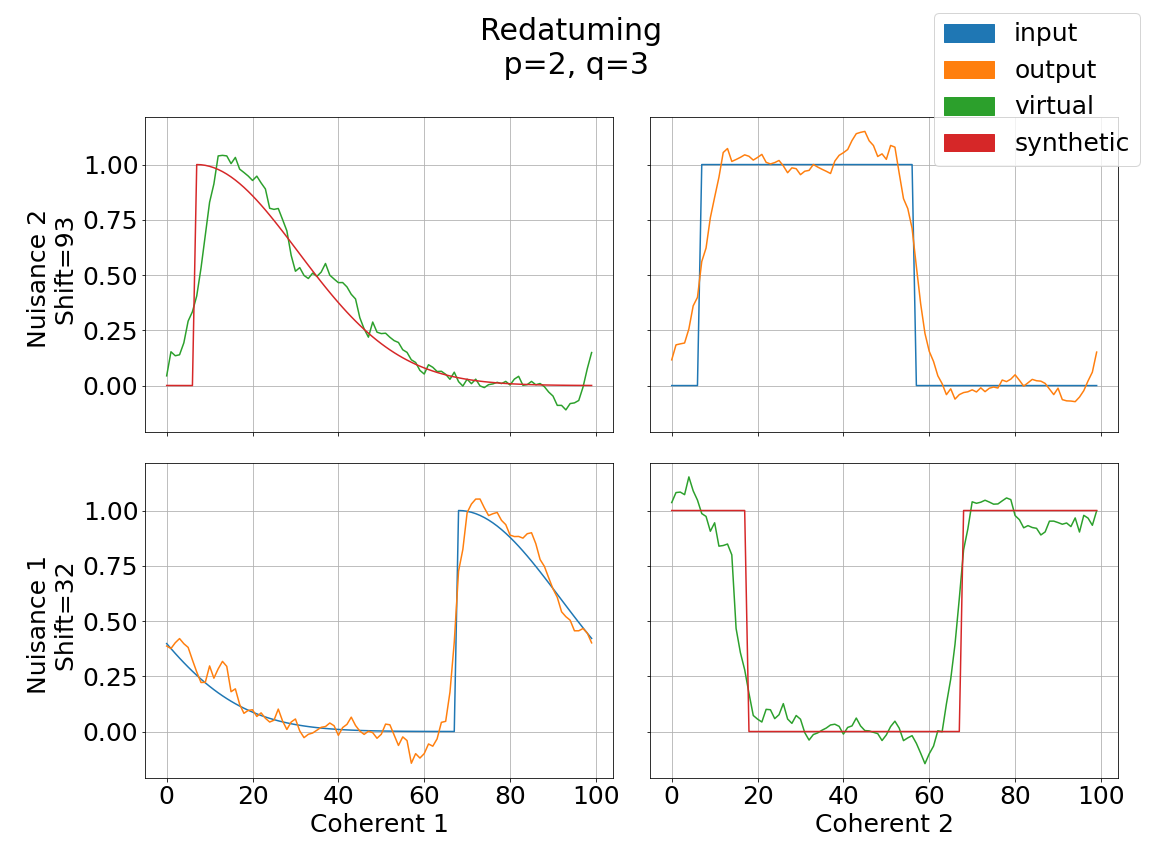 Redatuming
p=2, q=3
input
output
virtual
synthetic
Nuisance 2
Shift=93
1.00
0.75
0.50
0.25
0.00
Nuisance 1
Shift=32
1.00
0.75
0.50
0.25
0.00
0 20 40 60 80 100
0 20 40 60 80 100
Coherent 1
Coherent 2